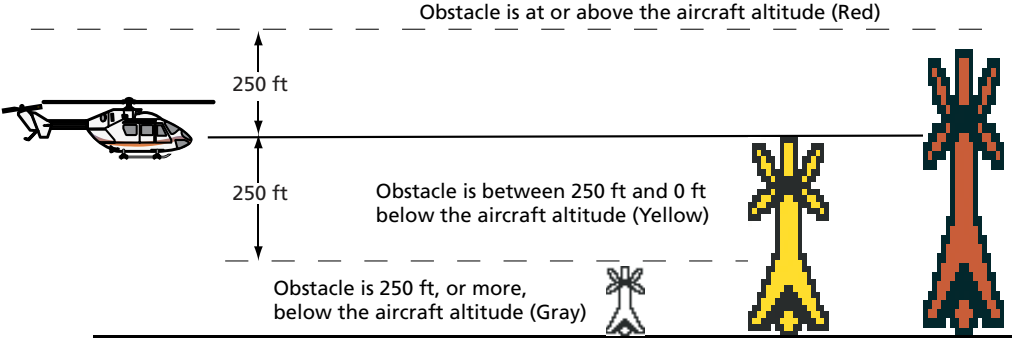 Obstacle is at or above the aircraft altitude (Red)
250 ft
250 ft
Obstacle is between 250 ft and 0 ft
below the aircraft altitude (Yellow)
Obstacle is 250 ft, or more,
below the aircraft altitude (Gray)